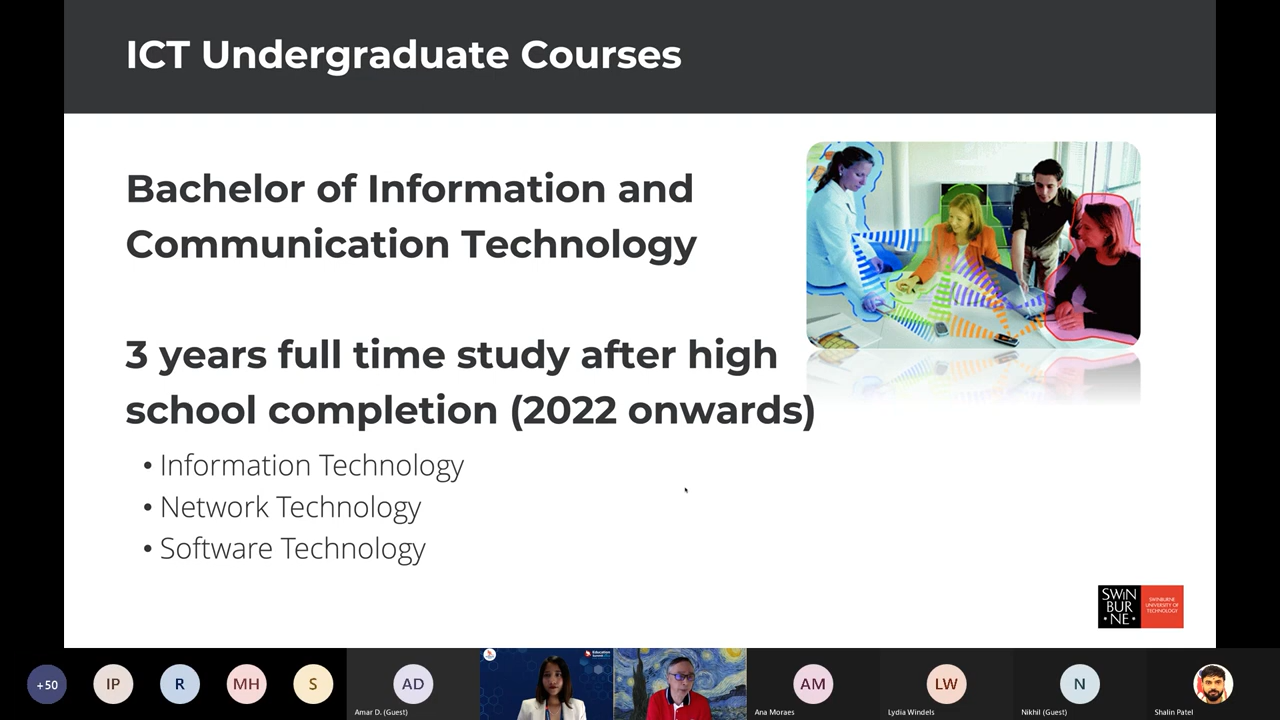 ICT Undergraduate Courses
Bachelor of Information and
Communication Technology
3 years full time study after high
school completion (2022 onwards)
• Information Technology
• Network Technology
• Software Technology
SWIN
BUR
• NE •
SWINBURNE
UNIVERSITY OF
TECHNOLOGY
+50
IP
R
MH
S
AD
Amar D. (Guest)
Education
AM
Ana Moraes
LW
Lydia Windels
N
Nikhil (Guest)
Shalin Patel